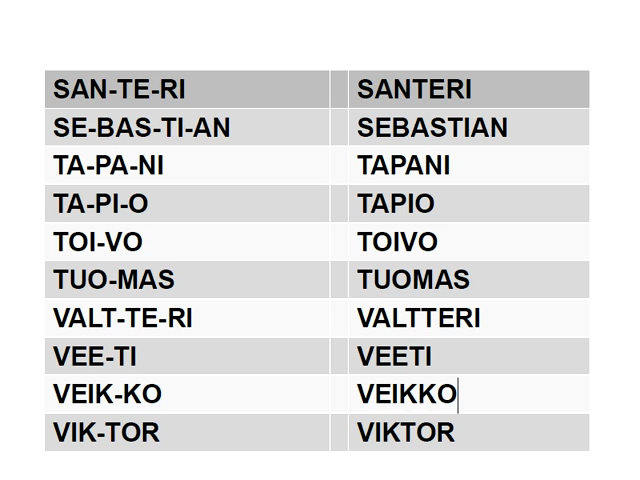 SAN-TE-RI SANTERI
SE-BAS-TI-AN SEBASTIAN
TA-PA-NI TAPANI
TA-PI-O TAPIO
TOI-VO TOIVO
TUO-MAS TUOMAS
VALT-TE-RI VALTTERI
VEE-TI VEETI
VEIK-KO VEIKKO
VIK-TOR VIKTOR